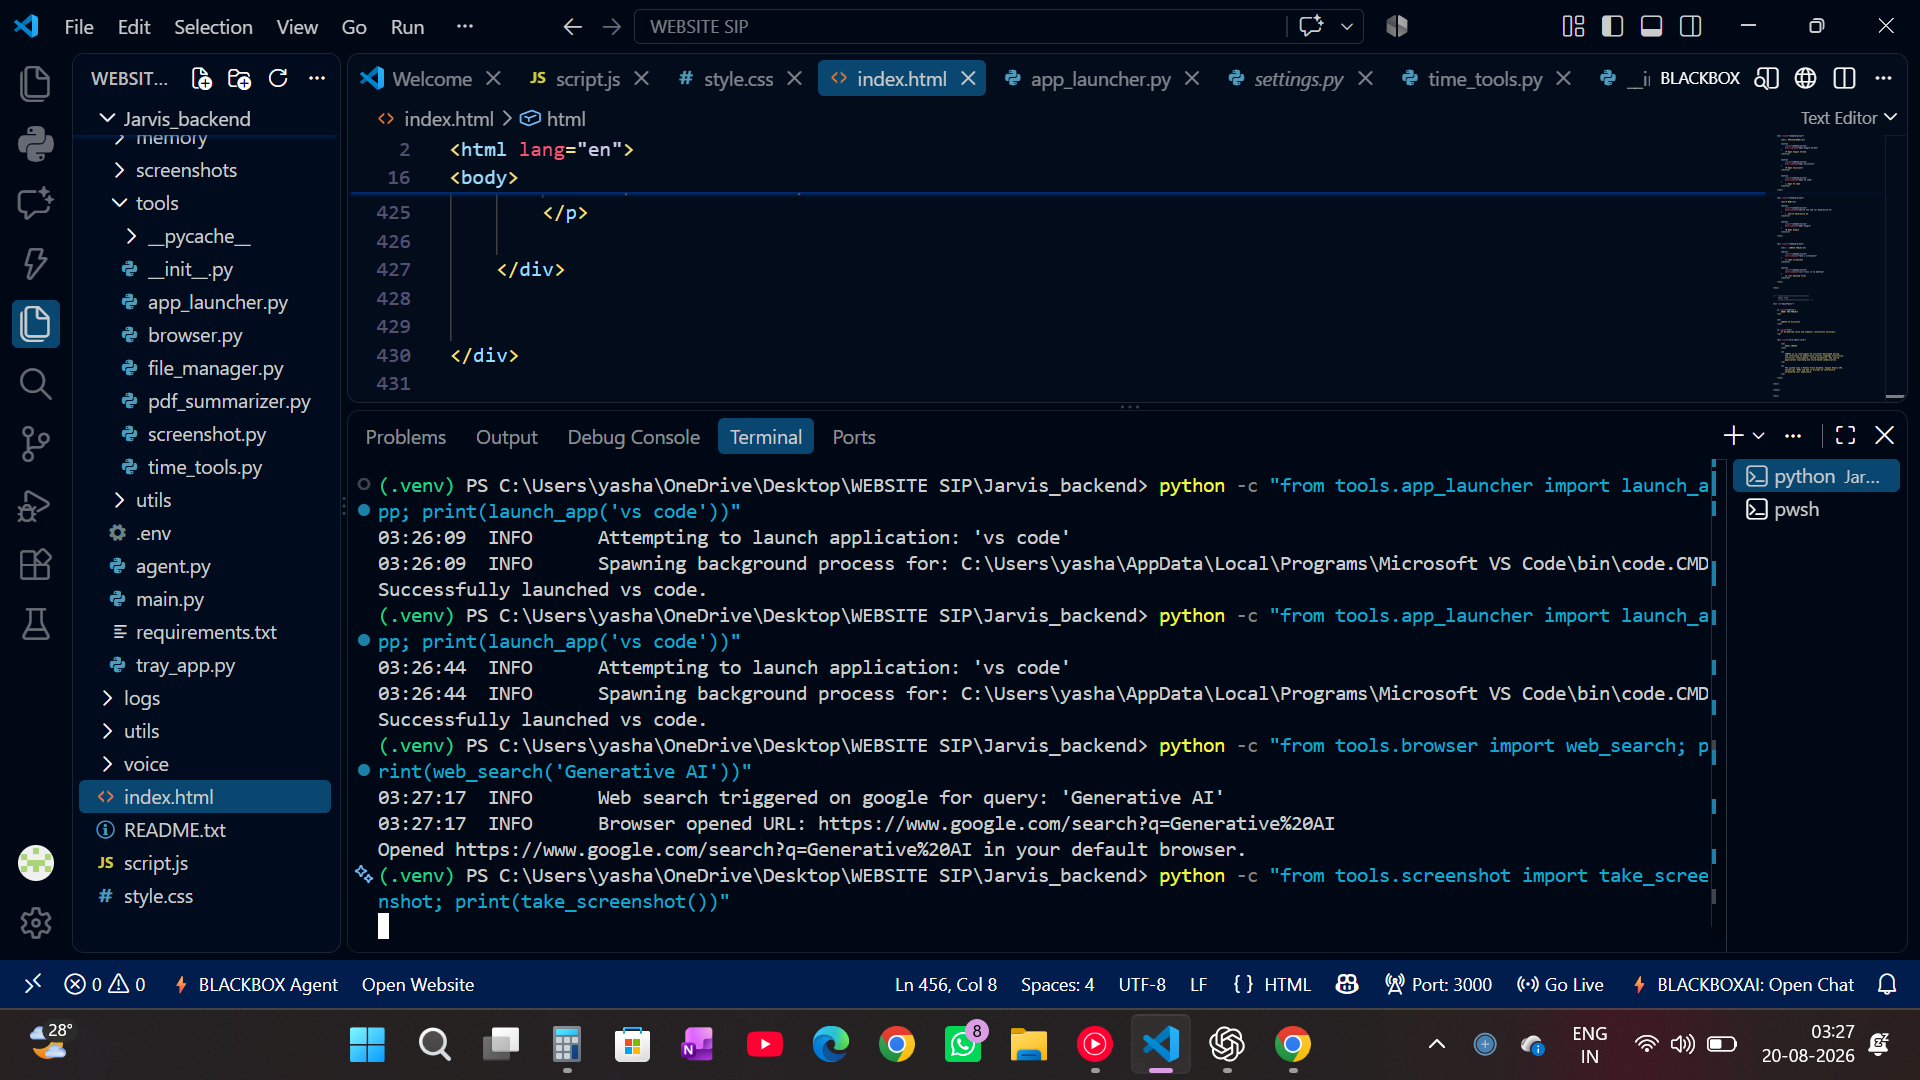 File Edit Selection View Go Run ··· WEBSITE SIP
WEBSIT...
Jarvis_backend
memory
screenshots
tools
__pycache__
__init__.py
app_launcher.py
browser.py
file_manager.py
pdf_summarizer.py
screenshot.py
time_tools.py
utils
.env
agent.py
main.py
requirements.txt
tray_app.py
logs
utils
voice
index.html
README.txt
JS script.js
# style.css
Welcome JS script.js # style.css <> index.html app_launcher.py settings.py time_tools.py __i BLACKBOX
<> index.html > html Text Editor
2 <html lang="en">
16 <body>
425 </p>
426
427 </div>
428
429
430 </div>
431
Problems Output Debug Console Terminal Ports
(.venv) PS C:\Users\yasha\OneDrive\Desktop\WEBSITE SIP\Jarvis_backend> python -c "from tools.app_launcher import launch_a
pp; print(launch_app('vs code'))"
03:26:09 INFO Attempting to launch application: 'vs code'
03:26:09 INFO Spawning background process for: C:\Users\yasha\AppData\Local\Programs\Microsoft VS Code\bin\code.CMD
Successfully launched vs code.
(.venv) PS C:\Users\yasha\OneDrive\Desktop\WEBSITE SIP\Jarvis_backend> python -c "from tools.app_launcher import launch_a
pp; print(launch_app('vs code'))"
03:26:44 INFO Attempting to launch application: 'vs code'
03:26:44 INFO Spawning background process for: C:\Users\yasha\AppData\Local\Programs\Microsoft VS Code\bin\code.CMD
Successfully launched vs code.
(.venv) PS C:\Users\yasha\OneDrive\Desktop\WEBSITE SIP\Jarvis_backend> python -c "from tools.browser import web_search; p
rint(web_search('Generative AI'))"
03:27:17 INFO Web search triggered on google for query: 'Generative AI'
03:27:17 INFO Browser opened URL: https://www.google.com/search?q=Generative%20AI
Opened https://www.google.com/search?q=Generative%20AI in your default browser.
(.venv) PS C:\Users\yasha\OneDrive\Desktop\WEBSITE SIP\Jarvis_backend> python -c "from tools.screenshot import take_scree
nshot; print(take_screenshot())"
python Jar...
pwsh
0 0 BLACKBOX Agent Open Website Ln 456, Col 8 Spaces: 4 UTF-8 LF {} HTML Port: 3000 Go Live BLACKBOXAI: Open Chat
28° 8 ENG 03:27
IN 20-08-2026